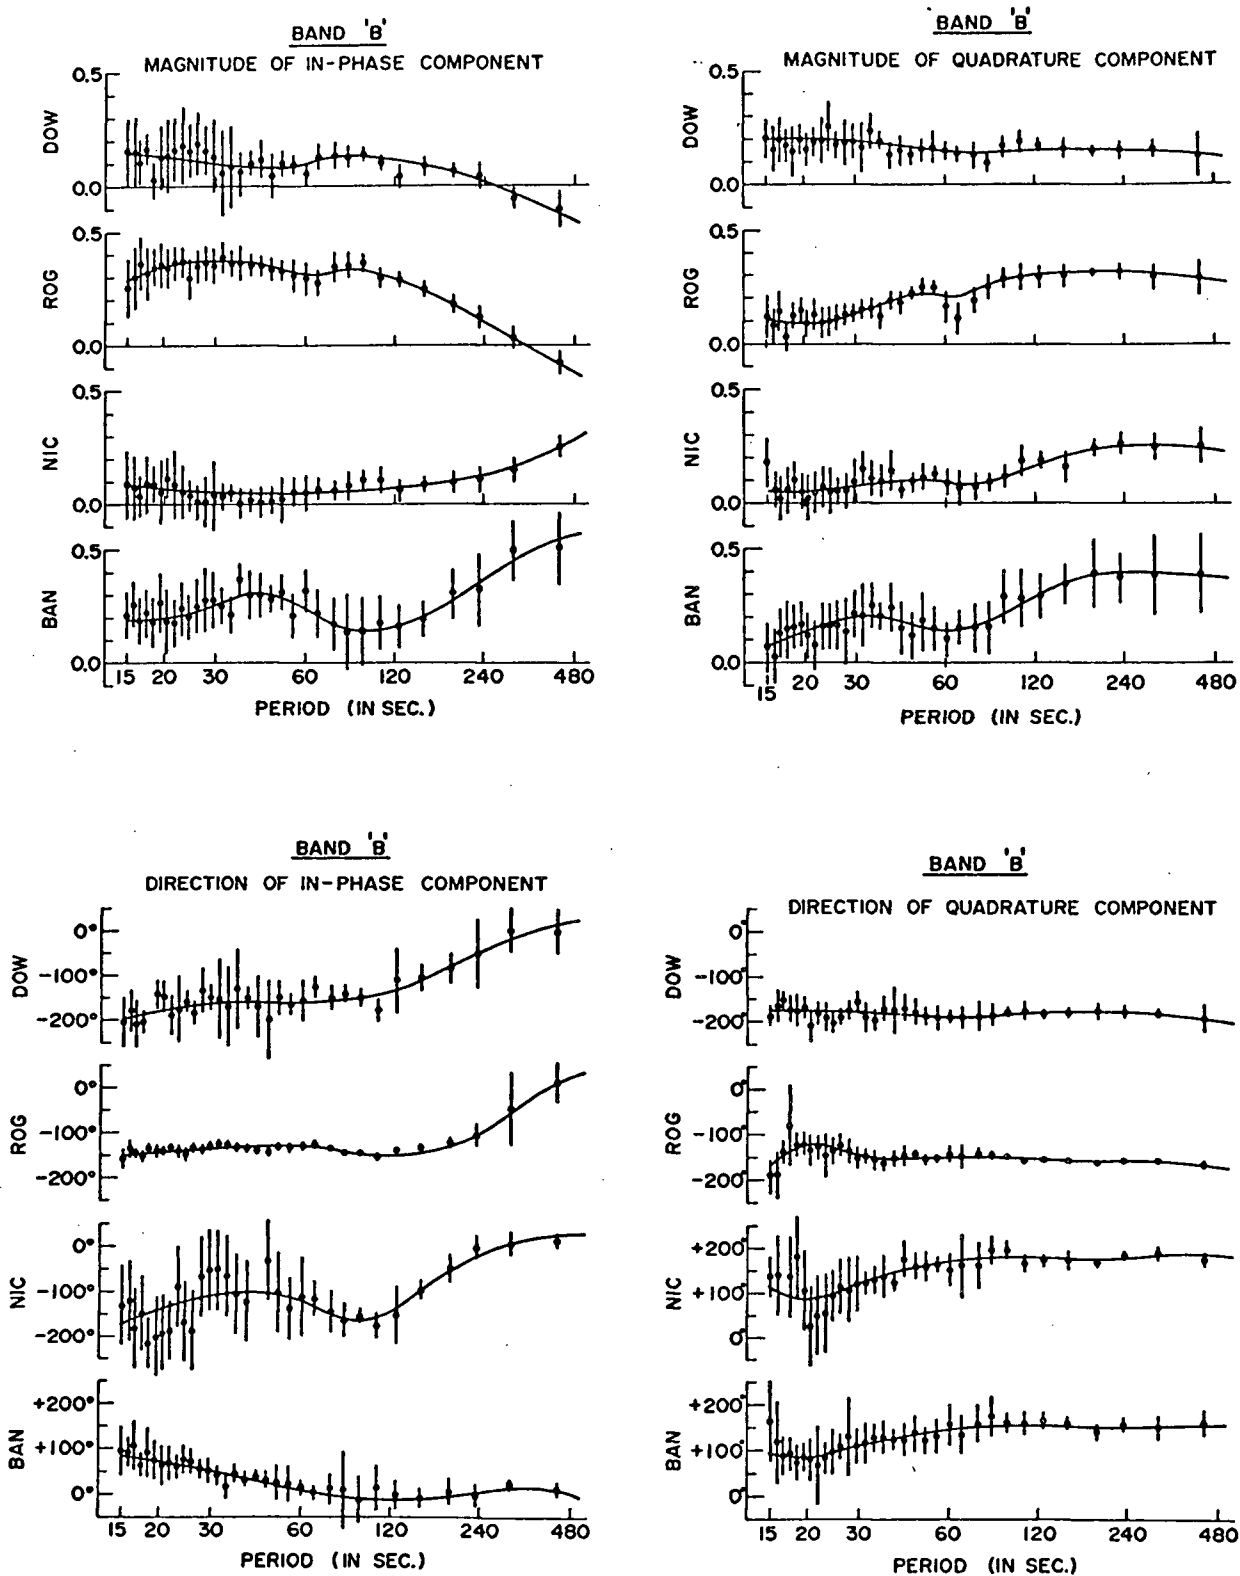 BAND 'B'
MAGNITUDE OF IN-PHASE COMPONENT
0.5
DOW
0.0
0.5
ROG
0.0
0.5
NIC
0.0
0.5
BAN
0.0
15 20 30 60 120 240 480
PERIOD (IN SEC.)
BAND 'B'
MAGNITUDE OF QUADRATURE COMPONENT
0.5
DOW
0.0
0.5
ROG
0.0
0.5
NIC
0.0
0.5
BAN
0.0
15 20 30 60 120 240 480
PERIOD (IN SEC.)
BAND 'B'
DIRECTION OF IN-PHASE COMPONENT
0°
DOW
-100°
-200°
0°
ROG
-100°
-200°
0°
NIC
-100°
-200°
+200°
BAN
+100°
0°
15 20 30 60 120 240 480
PERIOD (IN SEC.)
BAND 'B'
DIRECTION OF QUADRATURE COMPONENT
0°
DOW
-100°
-200°
0°
ROG
-100°
-200°
+200°
NIC
+100°
0°
+200°
BAN
+100°
0°
15 20 30 60 120 240 480
PERIOD (IN SEC.)